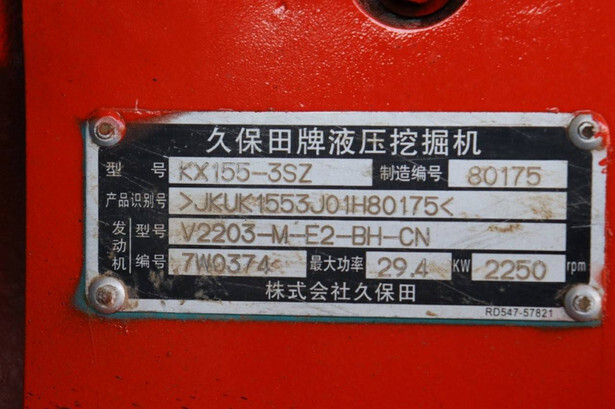 久保田牌液压挖掘机
型号 KX155-3SZ 制造编号 80175
产品识别号 >JKUK1553J01H80175<
发动机 型号 V2203-M-E2-BH-CN
编号 7W0374 最大功率 29.4 KW 2250 rpm
株式会社久保田
RD547-57821